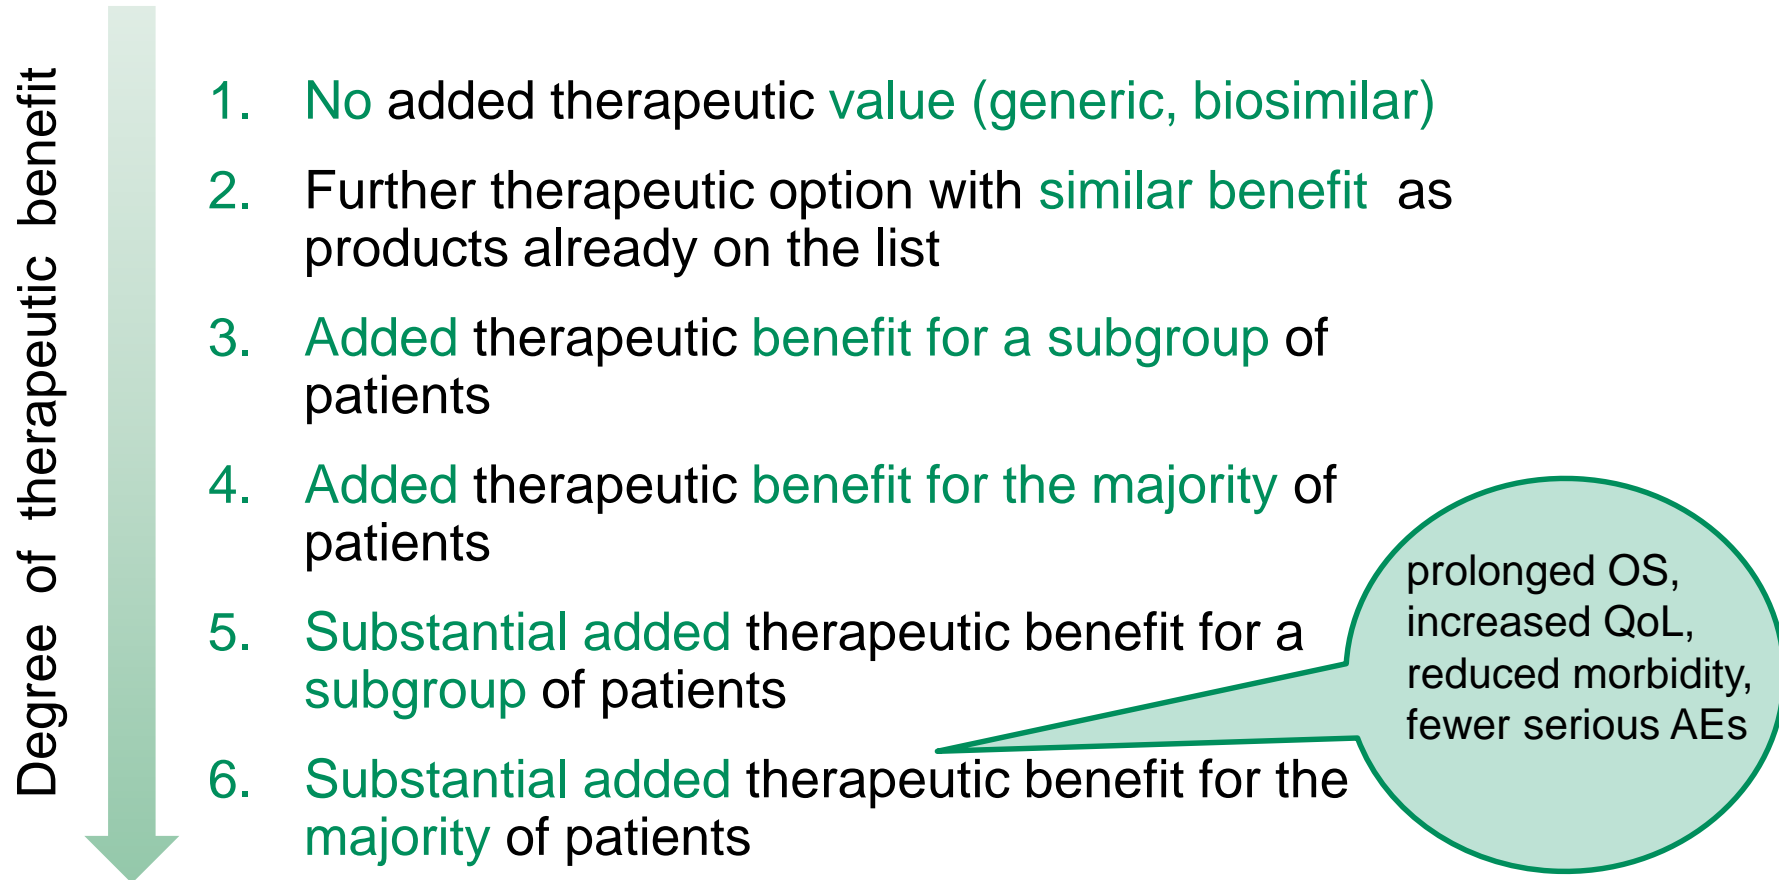 Degree of therapeutic benefit
1. No added therapeutic value (generic, biosimilar)
2. Further therapeutic option with similar benefit as
products already on the list
3. Added therapeutic benefit for a subgroup of
patients
4. Added therapeutic benefit for the majority of
patients
5. Substantial added therapeutic benefit for a
subgroup of patients
6. Substantial added therapeutic benefit for the
majority of patients
prolonged OS,
increased QoL,
reduced morbidity,
fewer serious AEs